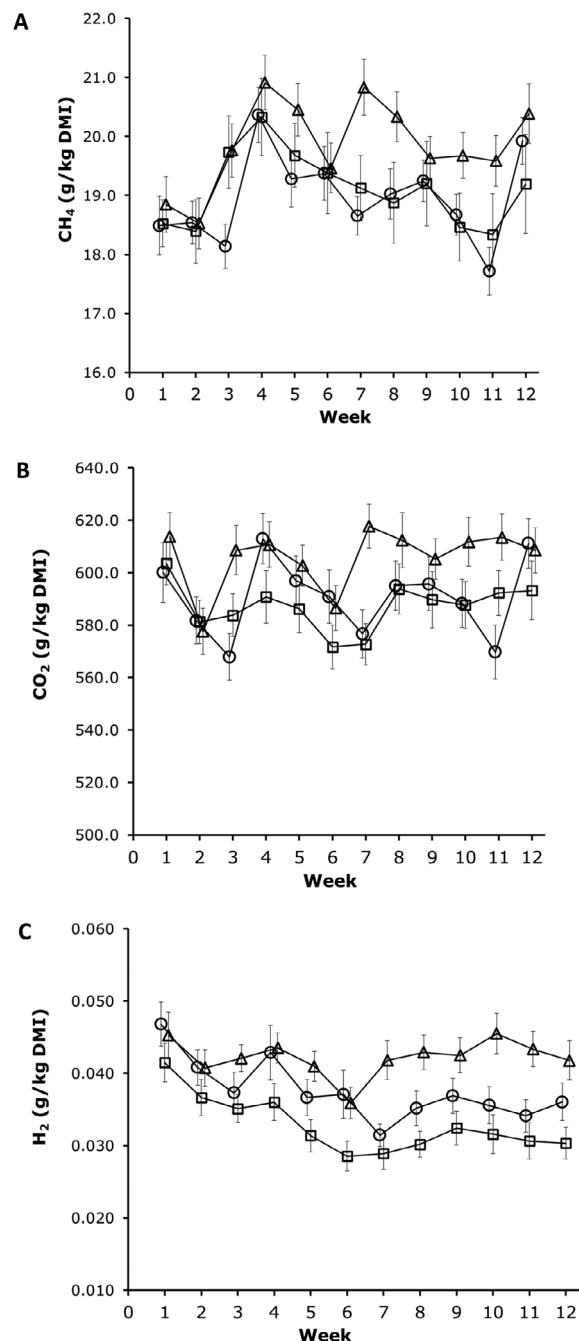 A
22.0
21.0
20.0
19.0
18.0
17.0
16.0
CH₄ (g/kg DMI)
0 1 2 3 4 5 6 7 8 9 10 11 12
Week
B
640.0
620.0
600.0
580.0
560.0
540.0
520.0
500.0
CO₂ (g/kg DMI)
0 1 2 3 4 5 6 7 8 9 10 11 12
Week
C
0.060
0.050
0.040
0.030
0.020
0.010
H₂ (g/kg DMI)
0 1 2 3 4 5 6 7 8 9 10 11 12
Week